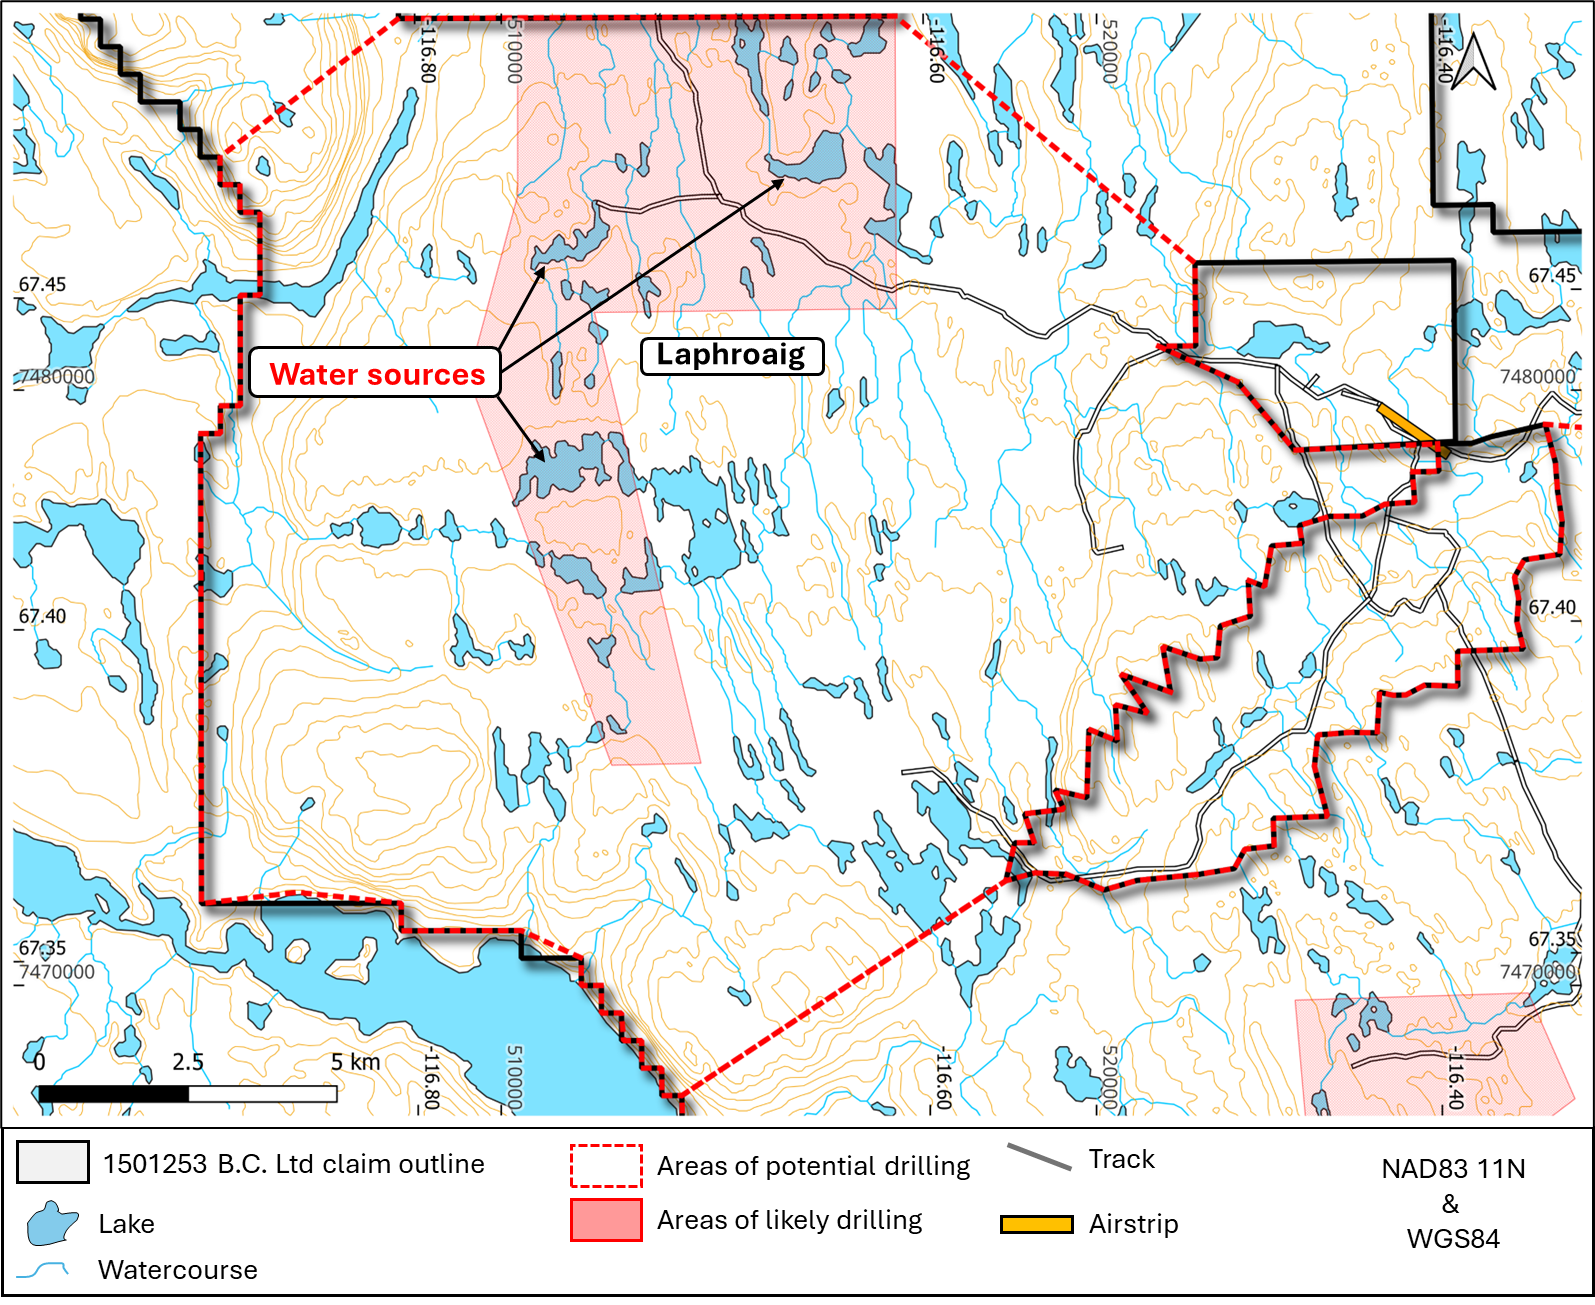 -116.80
510000
-116.60
520000
-116.40
67.45
67.45
7480000
7480000
Water sources
Laphroaig
67.40
67.40
67.35
67.35
7470000
7470000
0 2.5 5 km
-116.80
510000
-116.60
520000
-116.40
1501253 B.C. Ltd claim outline
Lake
Watercourse
Areas of potential drilling
Areas of likely drilling
Track
Airstrip
NAD83 11N
&
WGS84